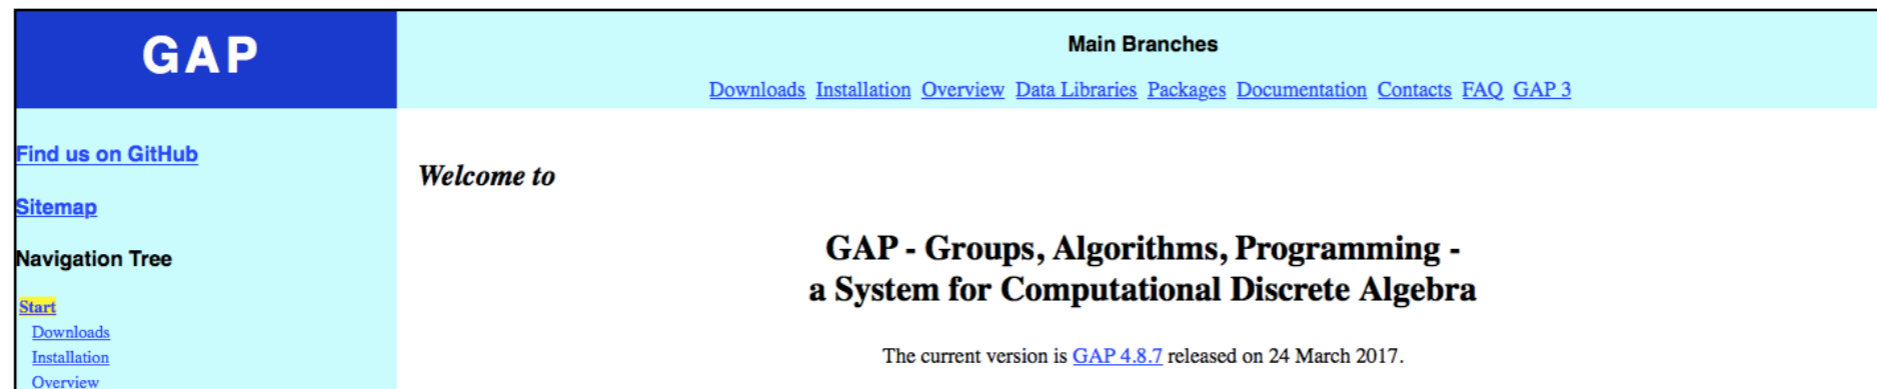 GAP
Main Branches
Downloads Installation Overview Data Libraries Packages Documentation Contacts FAQ GAP 3
Find us on GitHub
Sitemap
Navigation Tree
Start
Downloads
Installation
Overview
Welcome to
GAP - Groups, Algorithms, Programming -
a System for Computational Discrete Algebra
The current version is GAP 4.8.7 released on 24 March 2017.